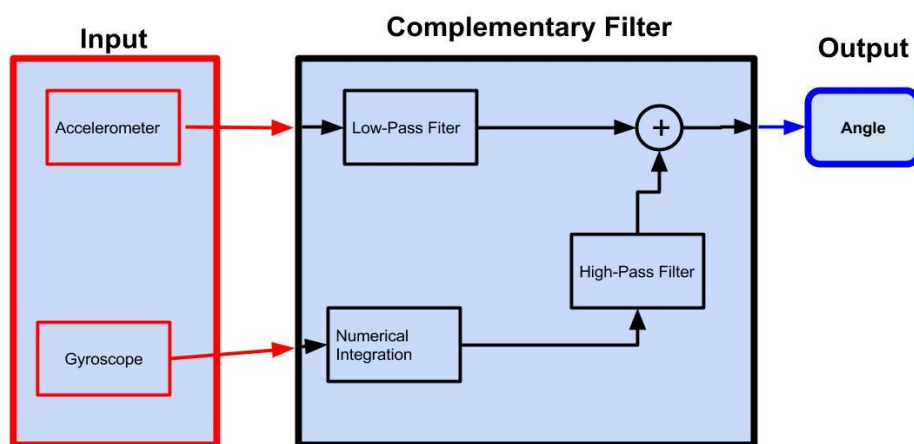 Input
Complementary Filter
Output
Accelerometer
Low-Pass Fiter
+
Angle
High-Pass Filter
Gyroscope
Numerical
Integration